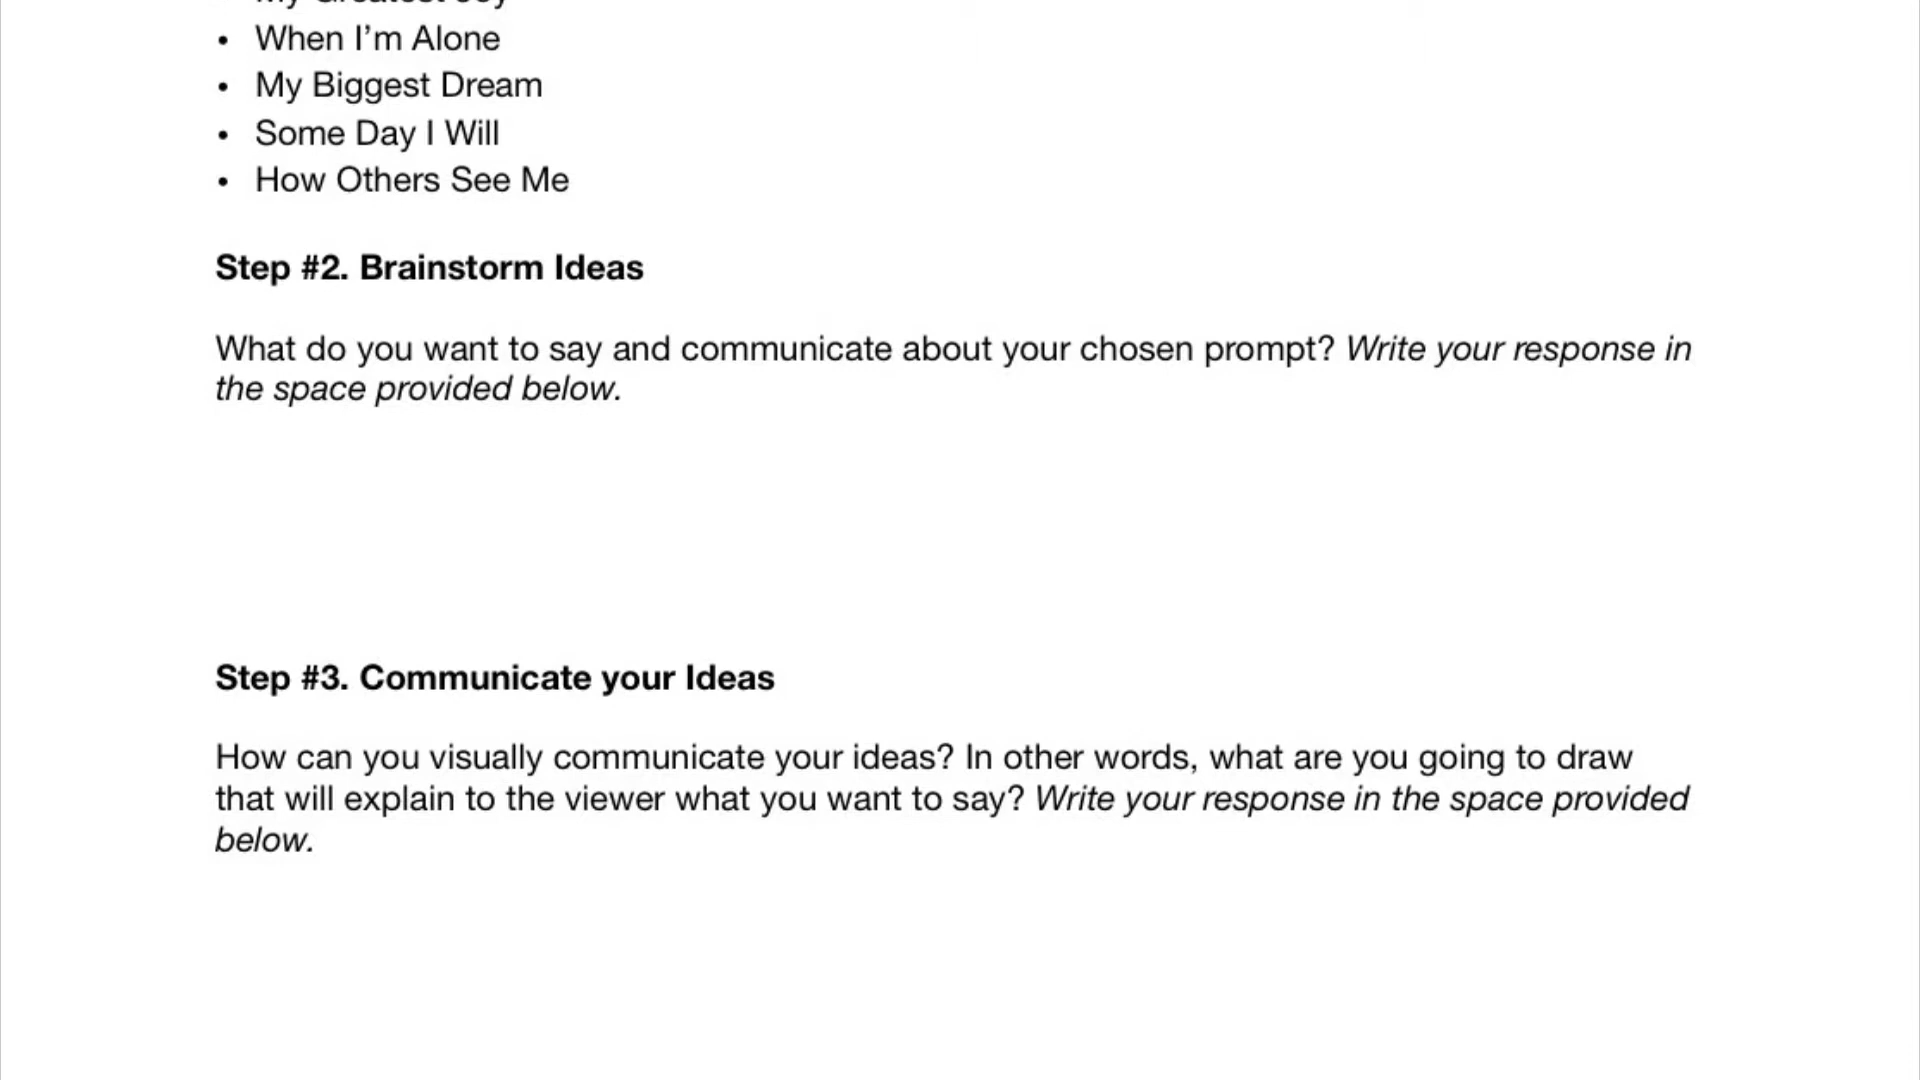 My Greatest Joy
• When I’m Alone
• My Biggest Dream
• Some Day I Will
• How Others See Me
Step #2. Brainstorm Ideas
What do you want to say and communicate about your chosen prompt? Write your response in
the space provided below.
Step #3. Communicate your Ideas
How can you visually communicate your ideas? In other words, what are you going to draw
that will explain to the viewer what you want to say? Write your response in the space provided
below.